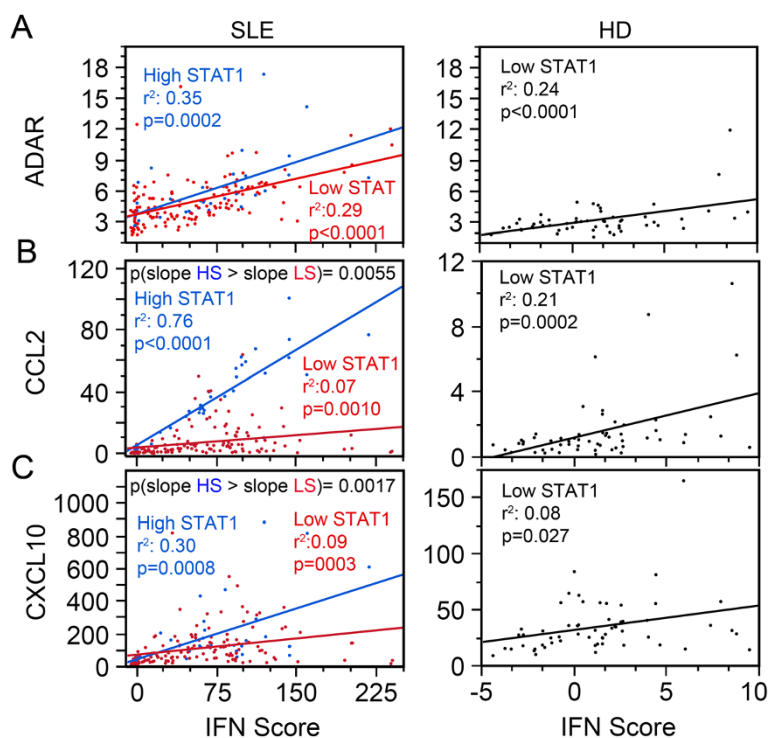 A
SLE
HD
ADAR
18
15
12
9
6
3
High STAT1
r²: 0.35
p=0.0002
Low STAT
r²:0.29
p<0.0001
18
15
12
9
6
3
Low STAT1
r²: 0.24
p<0.0001
B
CCL2
120
80
40
0
p(slope HS > slope LS)= 0.0055
High STAT1
r²: 0.76
p<0.0001
Low STAT1
r²:0.07
p=0.0010
12
8
4
0
Low STAT1
r²: 0.21
p=0.0002
C
CXCL10
1000
800
600
400
200
0
p(slope HS > slope LS)= 0.0017
High STAT1
r²: 0.30
p=0.0008
Low STAT1
r²:0.09
p=0003
150
100
50
0
Low STAT1
r²: 0.08
p=0.027
0 75 150 225
IFN Score
-5 0 5 10
IFN Score